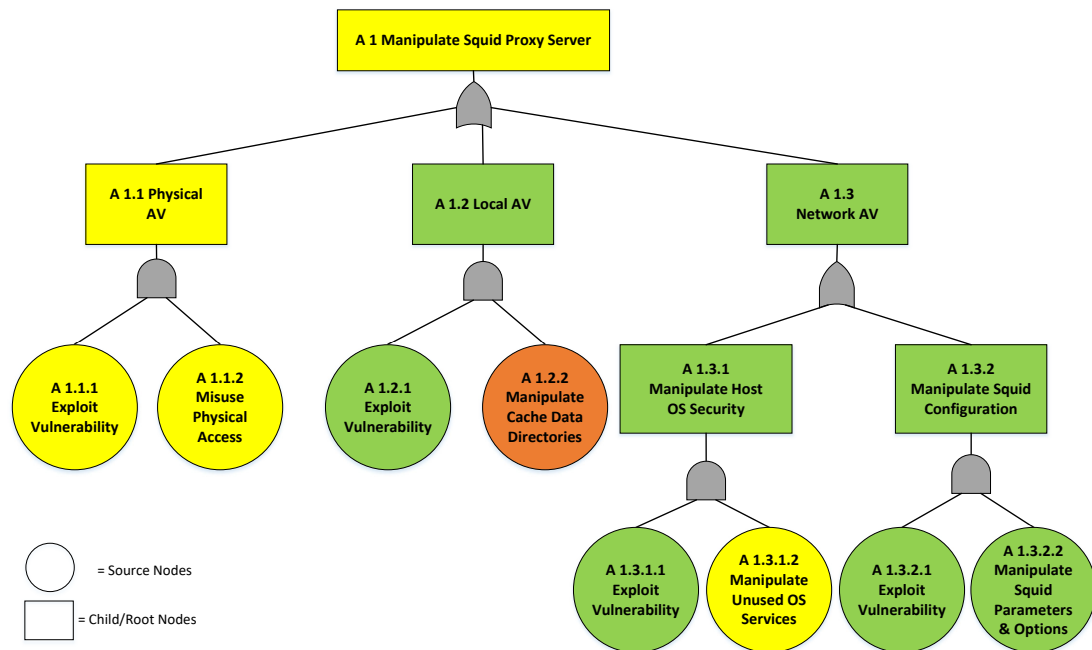 A 1 Manipulate Squid Proxy Server
A 1.1 Physical
AV
A 1.2 Local AV
A 1.3
Network AV
A 1.1.1
Exploit
Vulnerability
A 1.1.2
Misuse
Physical
Access
A 1.2.1
Exploit
Vulnerability
A 1.2.2
Manipulate
Cache Data
Directories
A 1.3.1
Manipulate Host
OS Security
A 1.3.2
Manipulate Squid
Configuration
A 1.3.1.1
Exploit
Vulnerability
A 1.3.1.2
Manipulate
Unused OS
Services
A 1.3.2.1
Exploit
Vulnerability
A 1.3.2.2
Manipulate
Squid
Parameters
& Options
= Source Nodes
= Child/Root Nodes